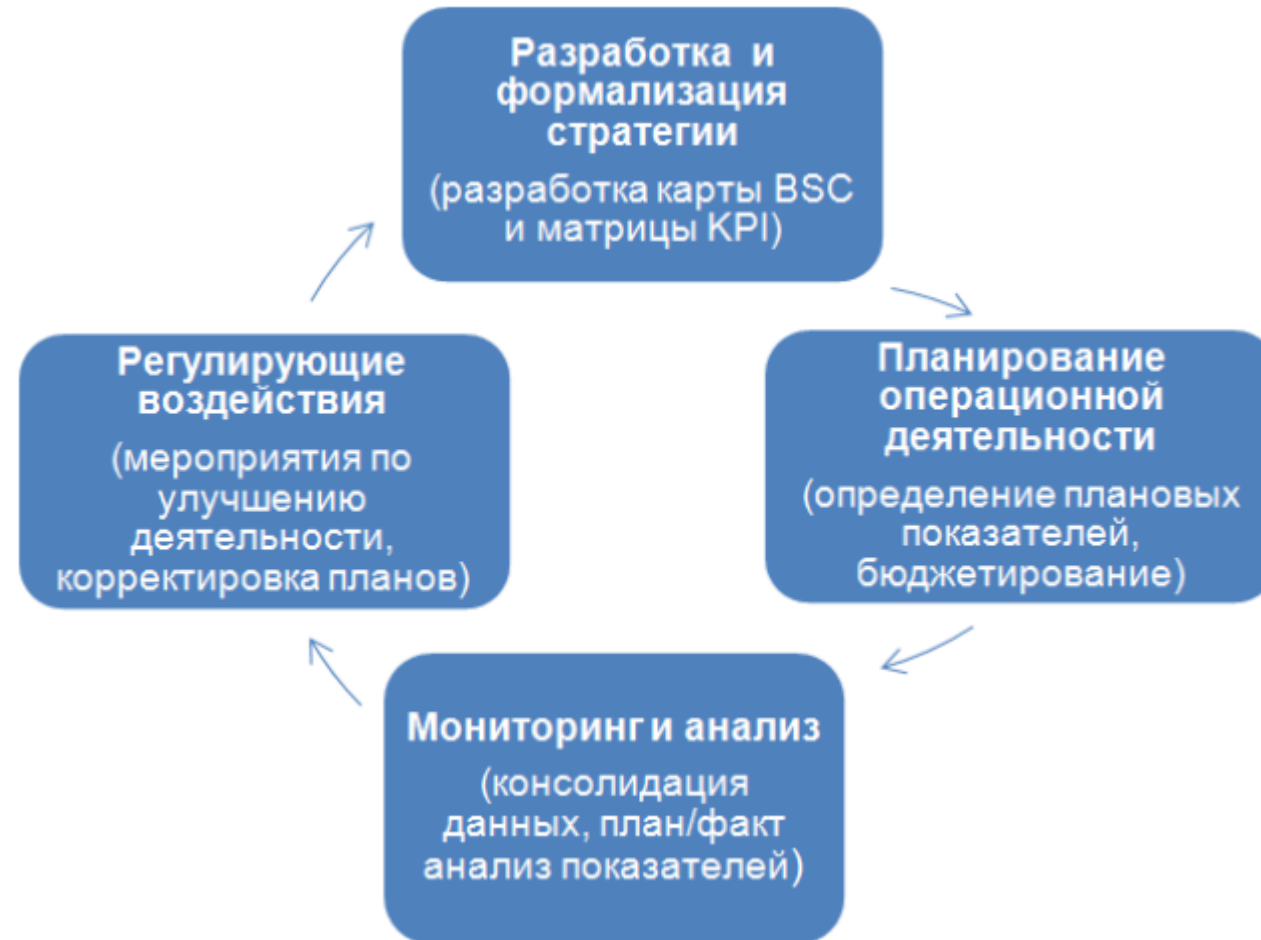 Разработка и
формализация
стратегии
(разработка карты BSC
и матрицы KPI)
Планирование
операционной
деятельности
(определение плановых
показателей,
бюджетирование)
Мониторинг и анализ
(консолидация
данных, план/факт
анализ показателей)
Регулирующие
воздействия
(мероприятия по
улучшению
деятельности,
корректировка планов)